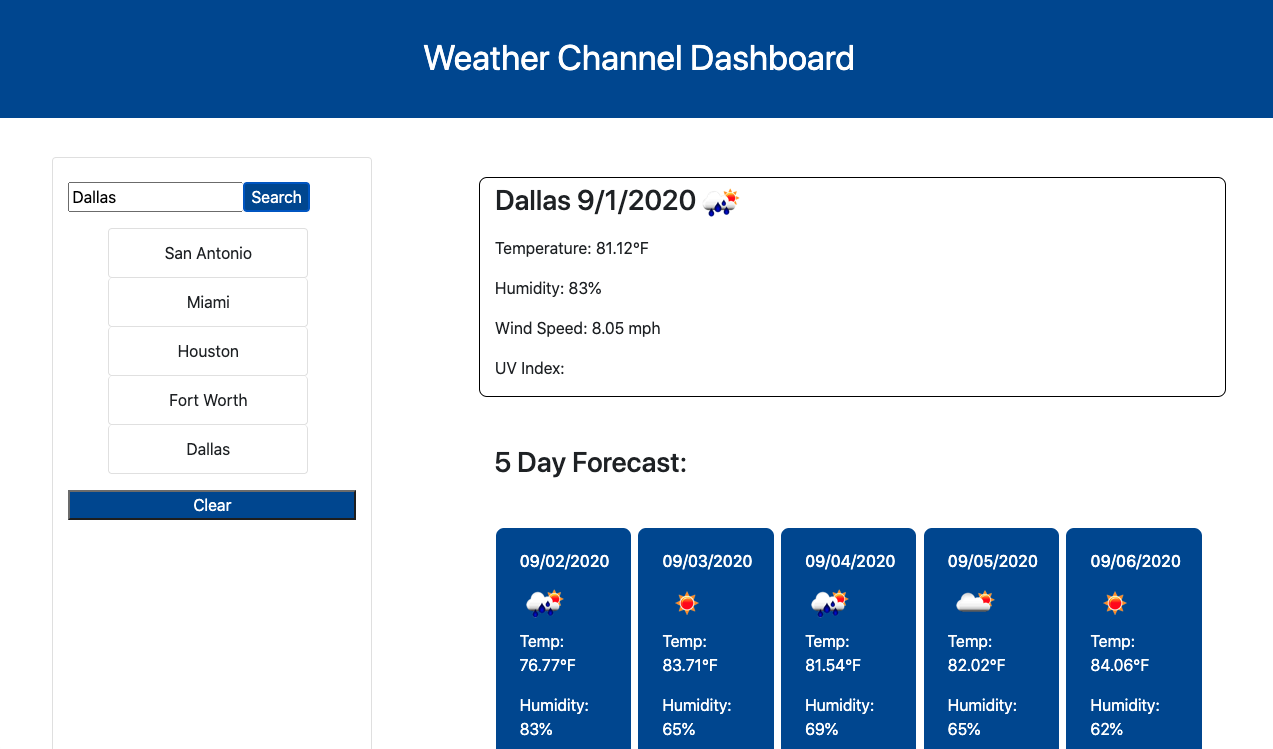 Weather Channel Dashboard
Dallas
Search
San Antonio
Miami
Houston
Fort Worth
Dallas
Clear
Dallas 9/1/2020
Temperature: 81.12°F
Humidity: 83%
Wind Speed: 8.05 mph
UV Index:
5 Day Forecast:
09/02/2020
Temp:
76.77°F
Humidity:
83%
09/03/2020
Temp:
83.71°F
Humidity:
65%
09/04/2020
Temp:
81.54°F
Humidity:
69%
09/05/2020
Temp:
82.02°F
Humidity:
65%
09/06/2020
Temp:
84.06°F
Humidity:
62%